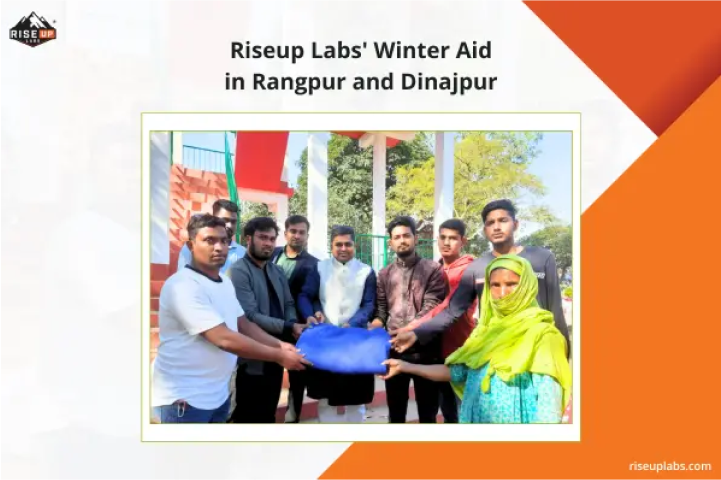 RISE UP
LABS
Riseup Labs' Winter Aid
in Rangpur and Dinajpur
riseuplabs.com